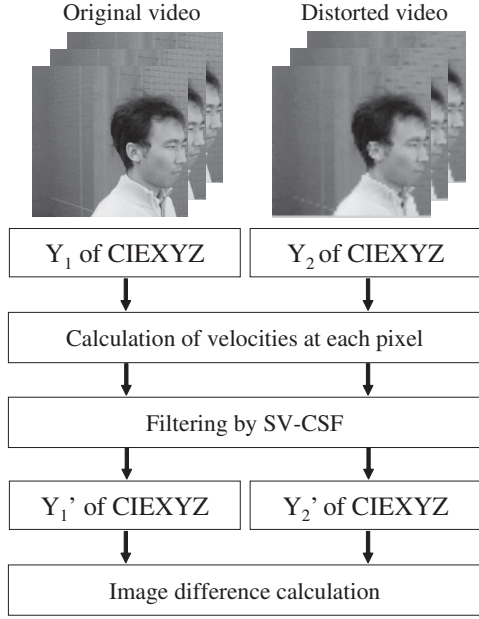 Original video
Distorted video
Y₁ of CIEXYZ
Y₂ of CIEXYZ
Calculation of velocities at each pixel
Filtering by SV-CSF
Y₁’ of CIEXYZ
Y₂’ of CIEXYZ
Image difference calculation